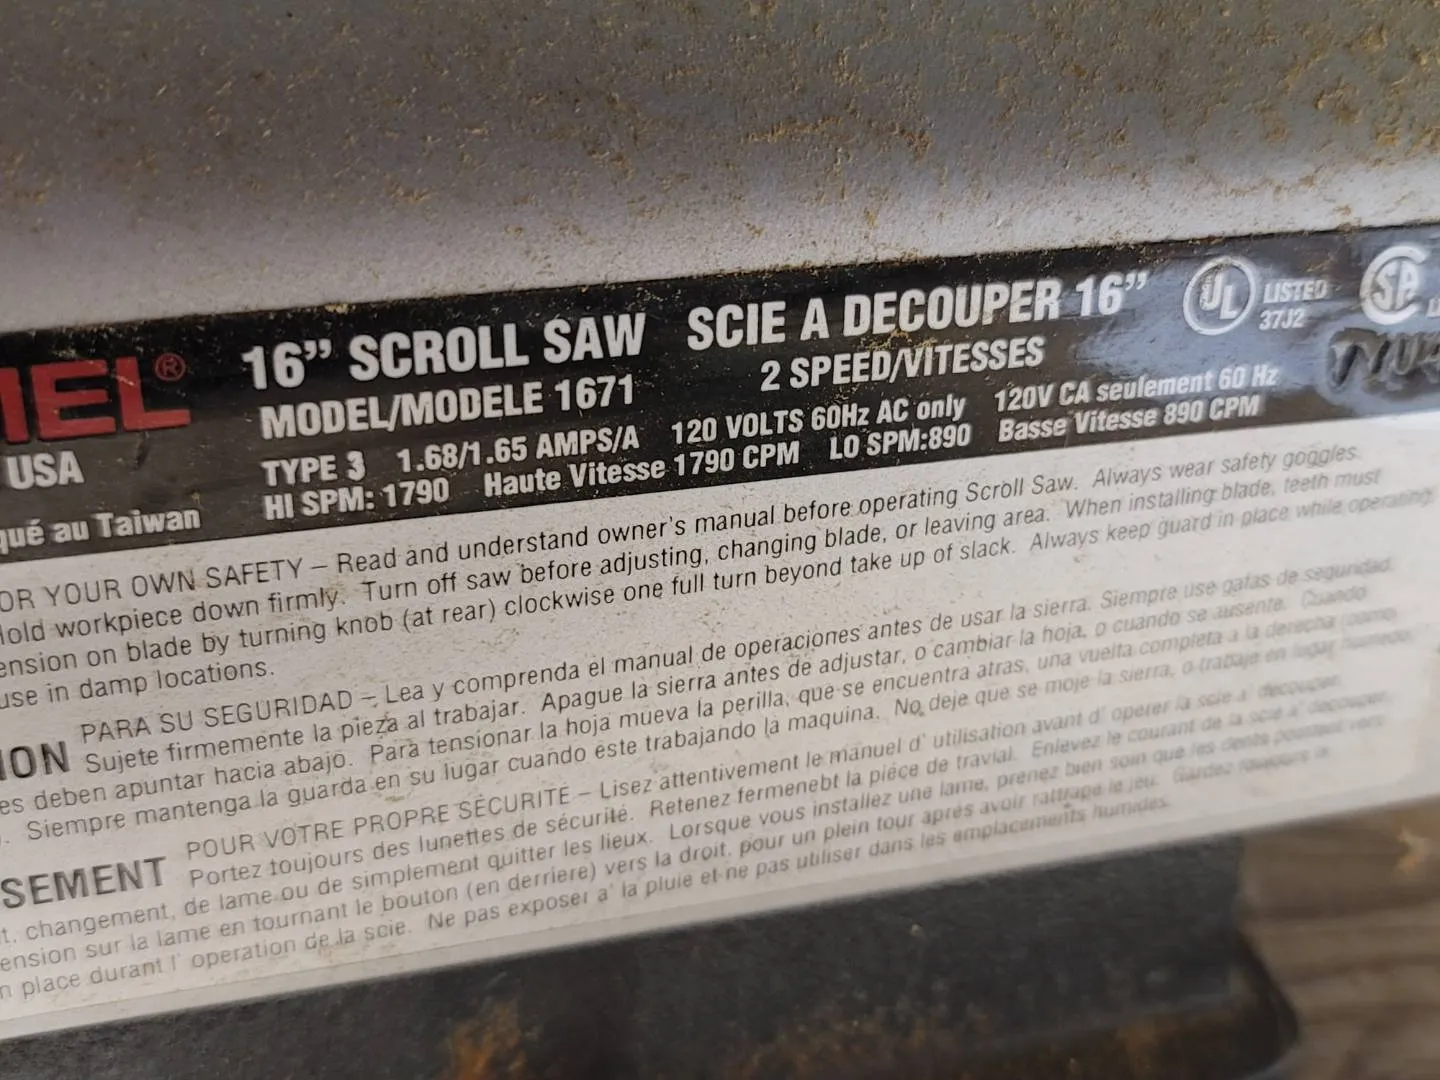 MEL®
USA
qué au Taiwan
16" SCROLL SAW SCIE A DECOUPER 16"
MODEL/MODELE 1671 2 SPEED/VITESSES
TYPE 3 1.68/1.65 AMPS/A 120 VOLTS 60Hz AC only 120V CA seulement 60 Hz
HI SPM: 1790 Haute Vitesse 1790 CPM LO SPM:890 Basse Vitesse 890 CPM
UL LISTED
37J2
SA
OR YOUR OWN SAFETY – Read and understand owner's manual before operating Scroll Saw. Always wear safety goggles.
Hold workpiece down firmly. Turn off saw before adjusting, changing blade, or leaving area. When installing blade, teeth must
ension on blade by turning knob (at rear) clockwise one full turn beyond take up of slack. Always keep guard in place while operating
use in damp locations.
ION PARA SU SEGURIDAD – Lea y comprenda el manual de operaciones antes de usar la sierra. Siempre use gafas de seguridad.
Sujete firmemente la pieza al trabajar. Apague la sierra antes de adjustar, o cambiar la hoja, o cuando se ausente. Cuando
es deben apuntar hacia abajo. Para tensionar la hoja mueva la perilla, que se encuentra atras, una vuelta completa a la derecha
. Siempre mantenga la guarda en su lugar cuando este trabajando la maquina. No deje que se moje la sierra, o trabaje en lugar humedo.
SEMENT POUR VOTRE PROPRE SÉCURITÉ – Lisez attentivement le manuel d' utilisation avant d' operer la scie a' decouper.
Portez toujours des lunettes de sécurité. Retenez fermenebt la piéce de travial. Enlevez le courant de la scie a' decouper,
t, changement, de lame ou de simplement quitter les lieux. Lorsque vous installez une lame, prenez bien soin que les dents pointent vers
ension sur la lame en tournant le bouton (en derriere) vers la droit, pour un plein tour aprés avoir rattrape le jeu. Gardez toujours la
n place durant l' operation de la scie. Ne pas exposer a' la pluie et ne pas utiliser dans les amplacements humides.